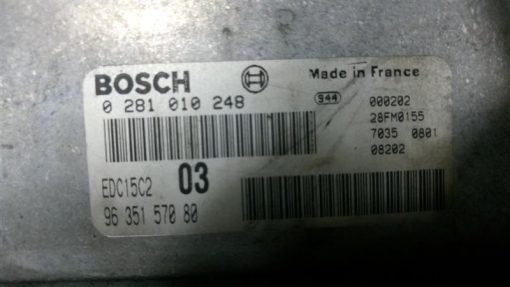 BOSCH
Made in France
0 281 010 248
944
000202
28FM0155
7035 0801
08202
EDC15C2
03
96 351 570 80